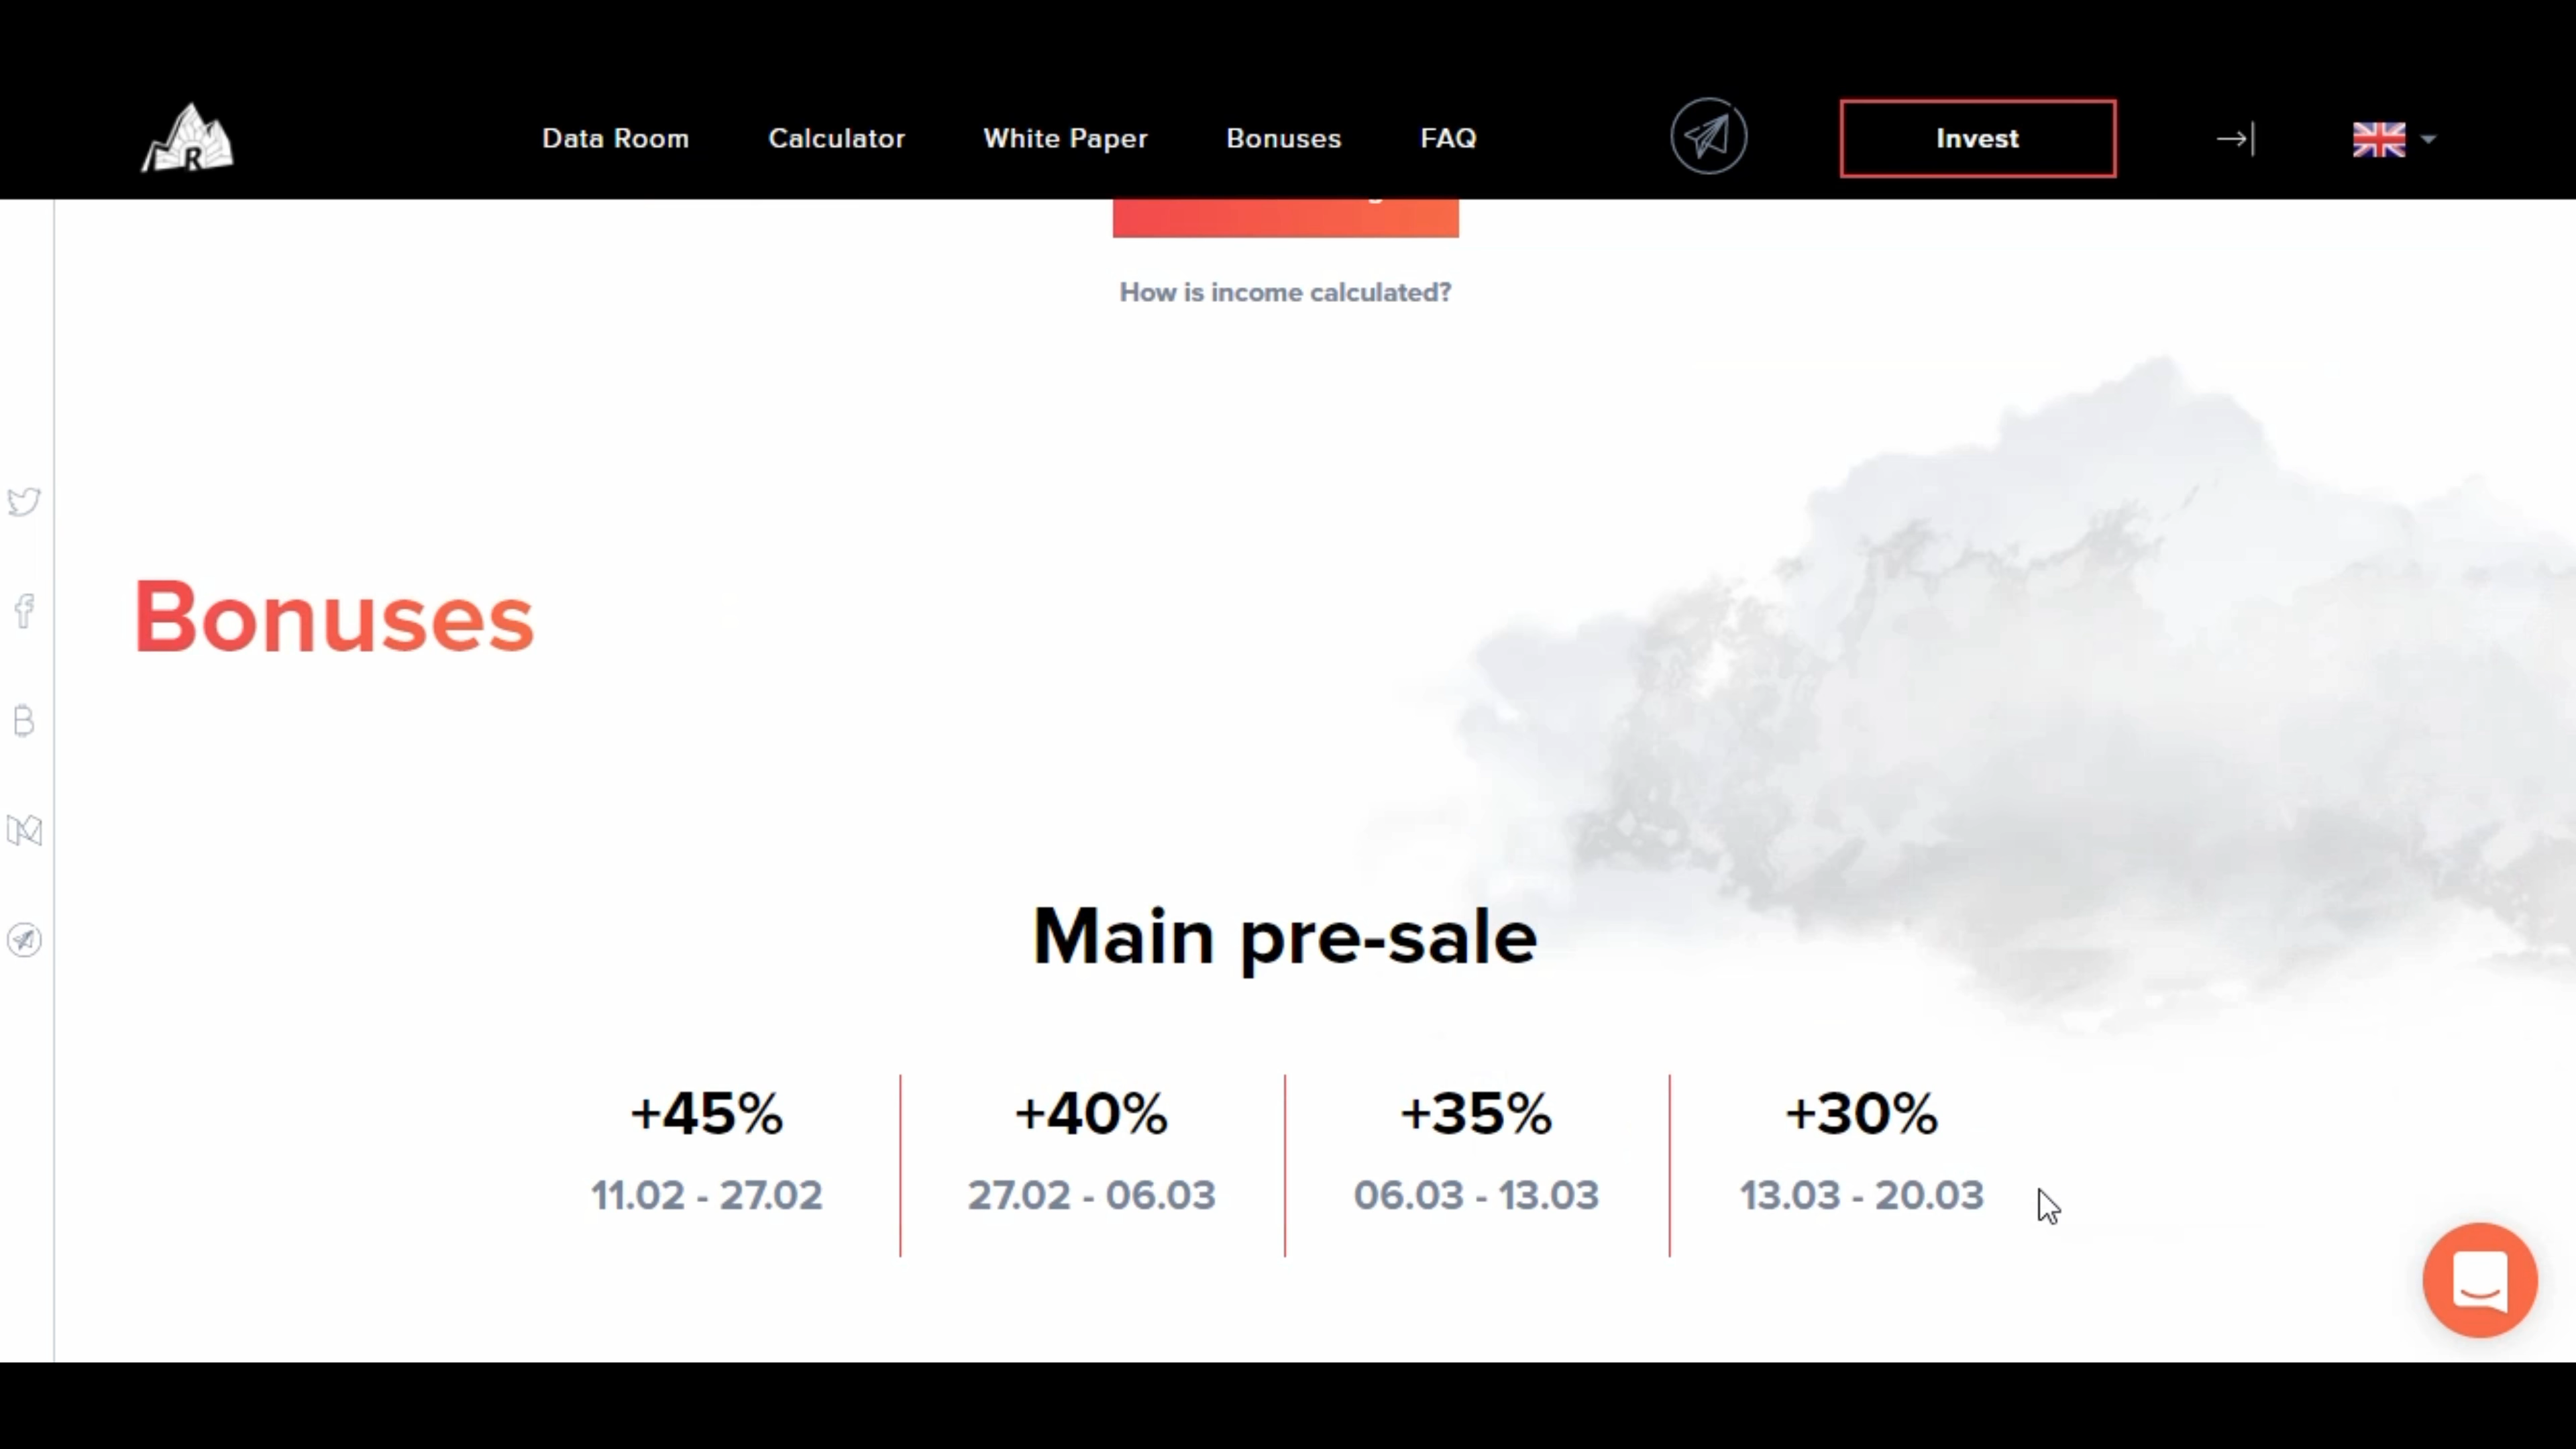 R
Data Room
Calculator
White Paper
Bonuses
FAQ
Invest
How is income calculated?
Bonuses
Main pre-sale
+45%
+40%
+35%
+30%
11.02 - 27.02
27.02 - 06.03
06.03 - 13.03
13.03 - 20.03